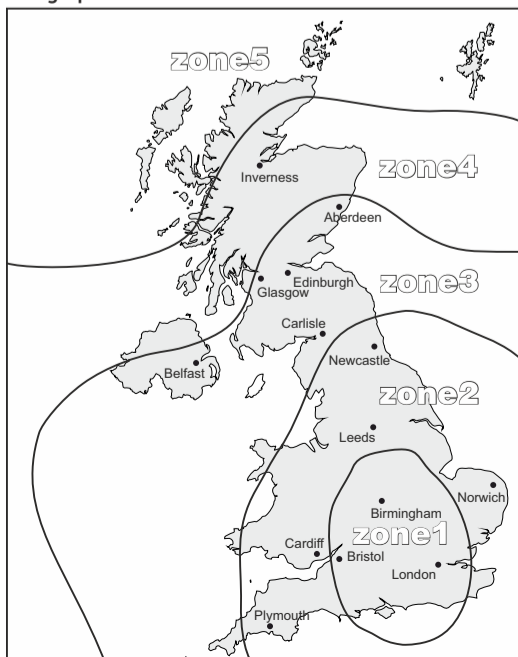 zone5
zone4
Inverness
Aberdeen
Edinburgh
Glasgow
zone3
Carlisle
Newcastle
Belfast
zone2
Leeds
Norwich
Birmingham
zone1
Cardiff
Bristol
London
Plymouth